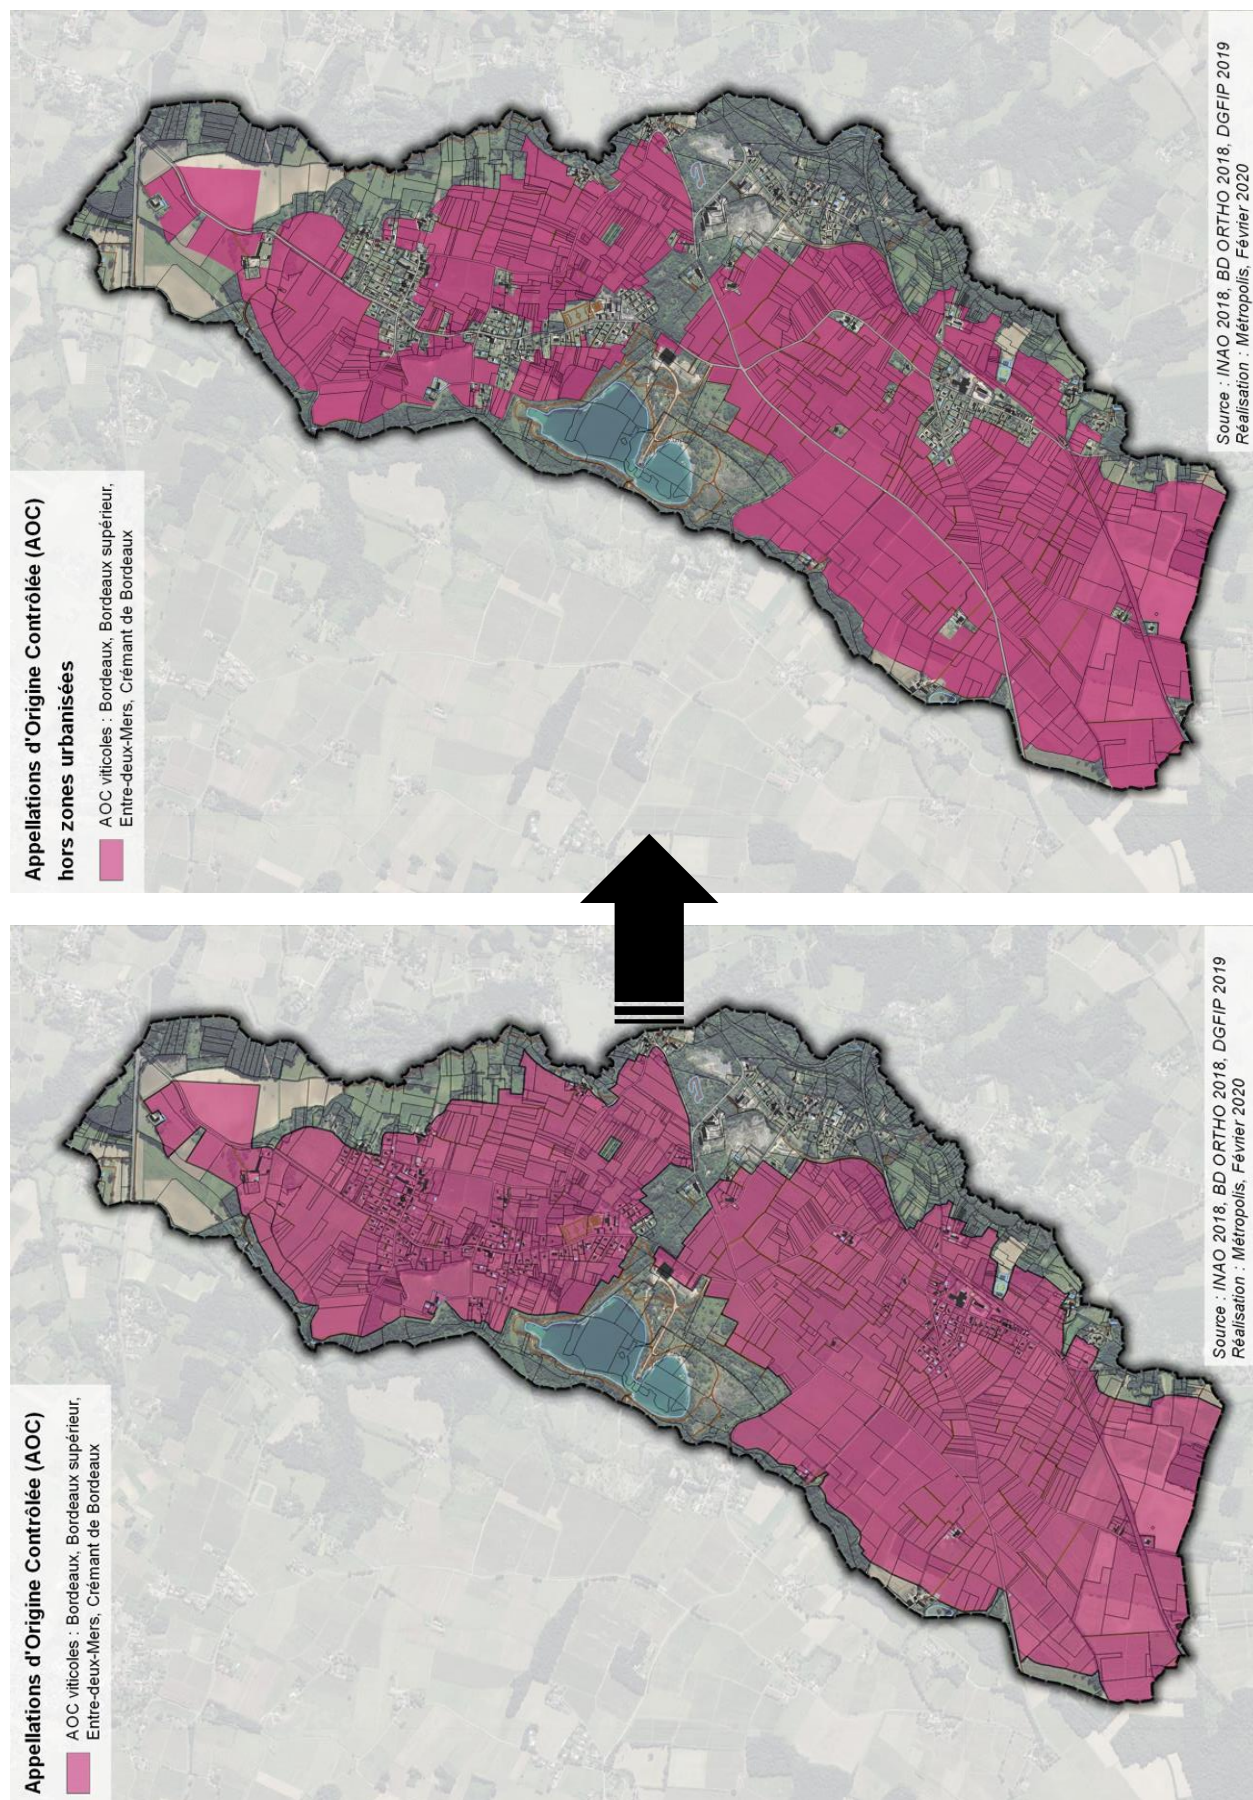 Appellations d'Origine Contrôlée (AOC)
AOC viticoles : Bordeaux, Bordeaux supérieur,
Entre-deux-Mers, Crémant de Bordeaux
Source : INAO 2018, BD ORTHO 2018, DGFIP 2019
Réalisation : Métropolis, Février 2020
Appellations d'Origine Contrôlée (AOC)
hors zones urbanisées
AOC viticoles : Bordeaux, Bordeaux supérieur,
Entre-deux-Mers, Crémant de Bordeaux
Source : INAO 2018, BD ORTHO 2018, DGFIP 2019
Réalisation : Métropolis, Février 2020